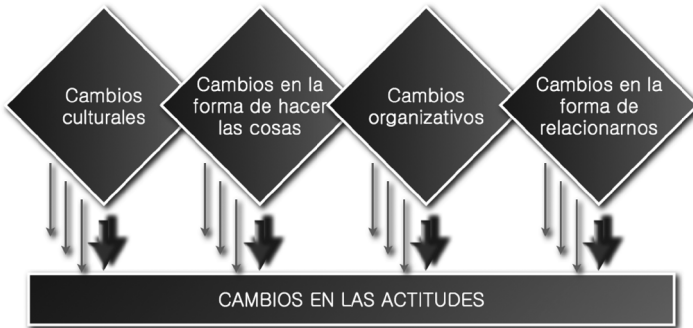 Cambios
culturales
Cambios en la
forma de hacer
las cosas
Cambios
organizativos
Cambios en la
forma de
relacionarnos
CAMBIOS EN LAS ACTITUDES